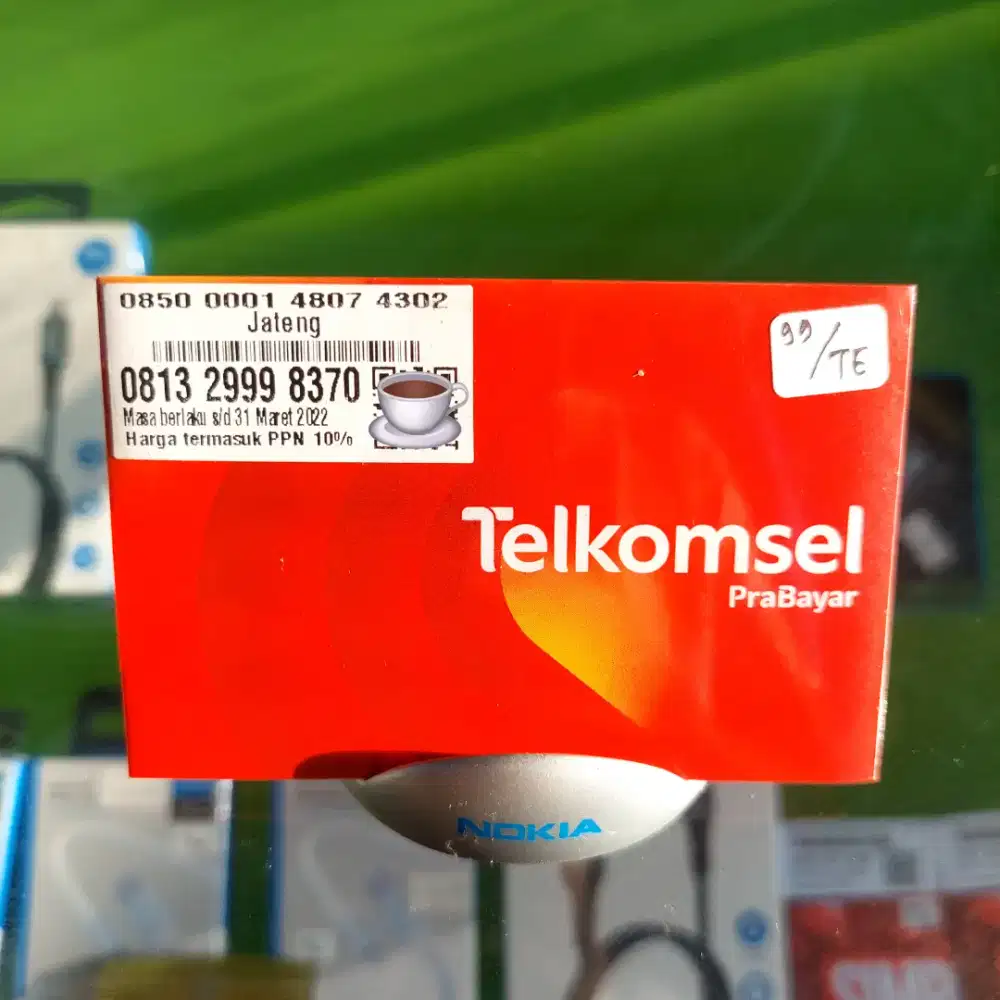 0850 0001 4807 4302
Jateng
0813 2999 8370
Masa berlaku s/d 31 Maret 2022
Harga termasuk PPN 10%
99/TE
Telkomsel
PraBayar
NOKIA